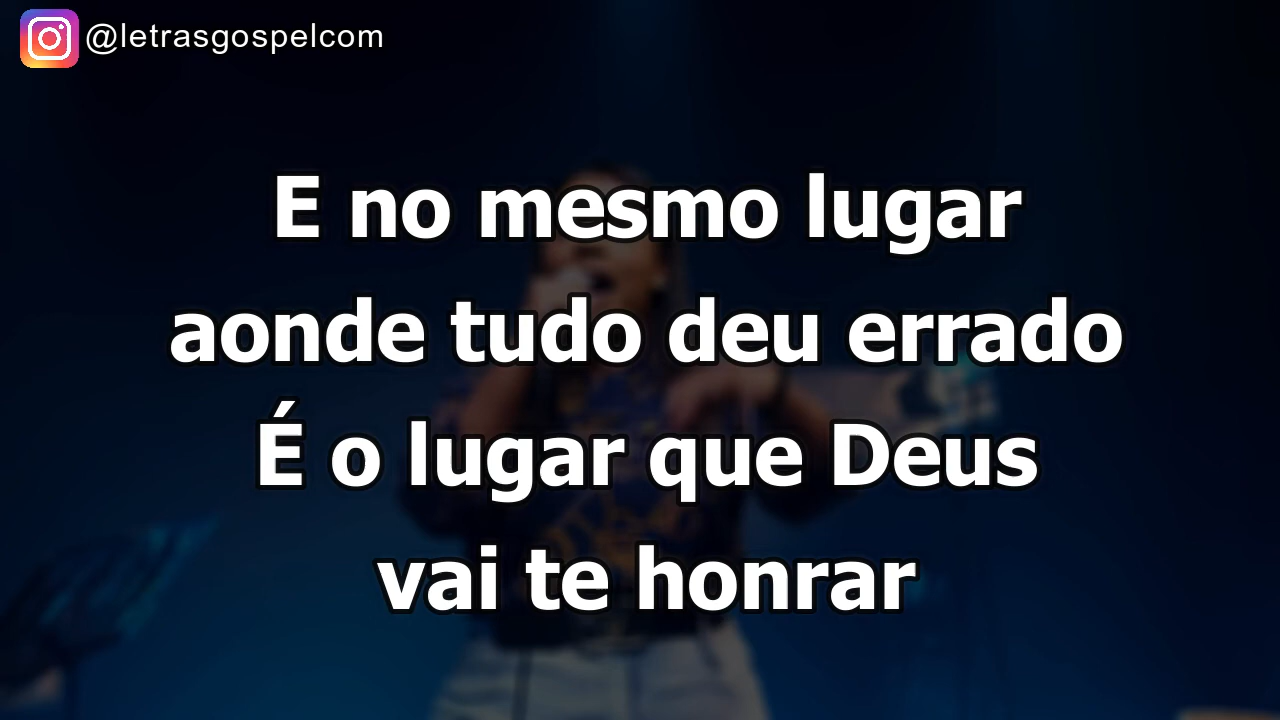 @letrasgospelcom
E no mesmo lugar
aonde tudo deu errado
É o lugar que Deus
vai te honrar